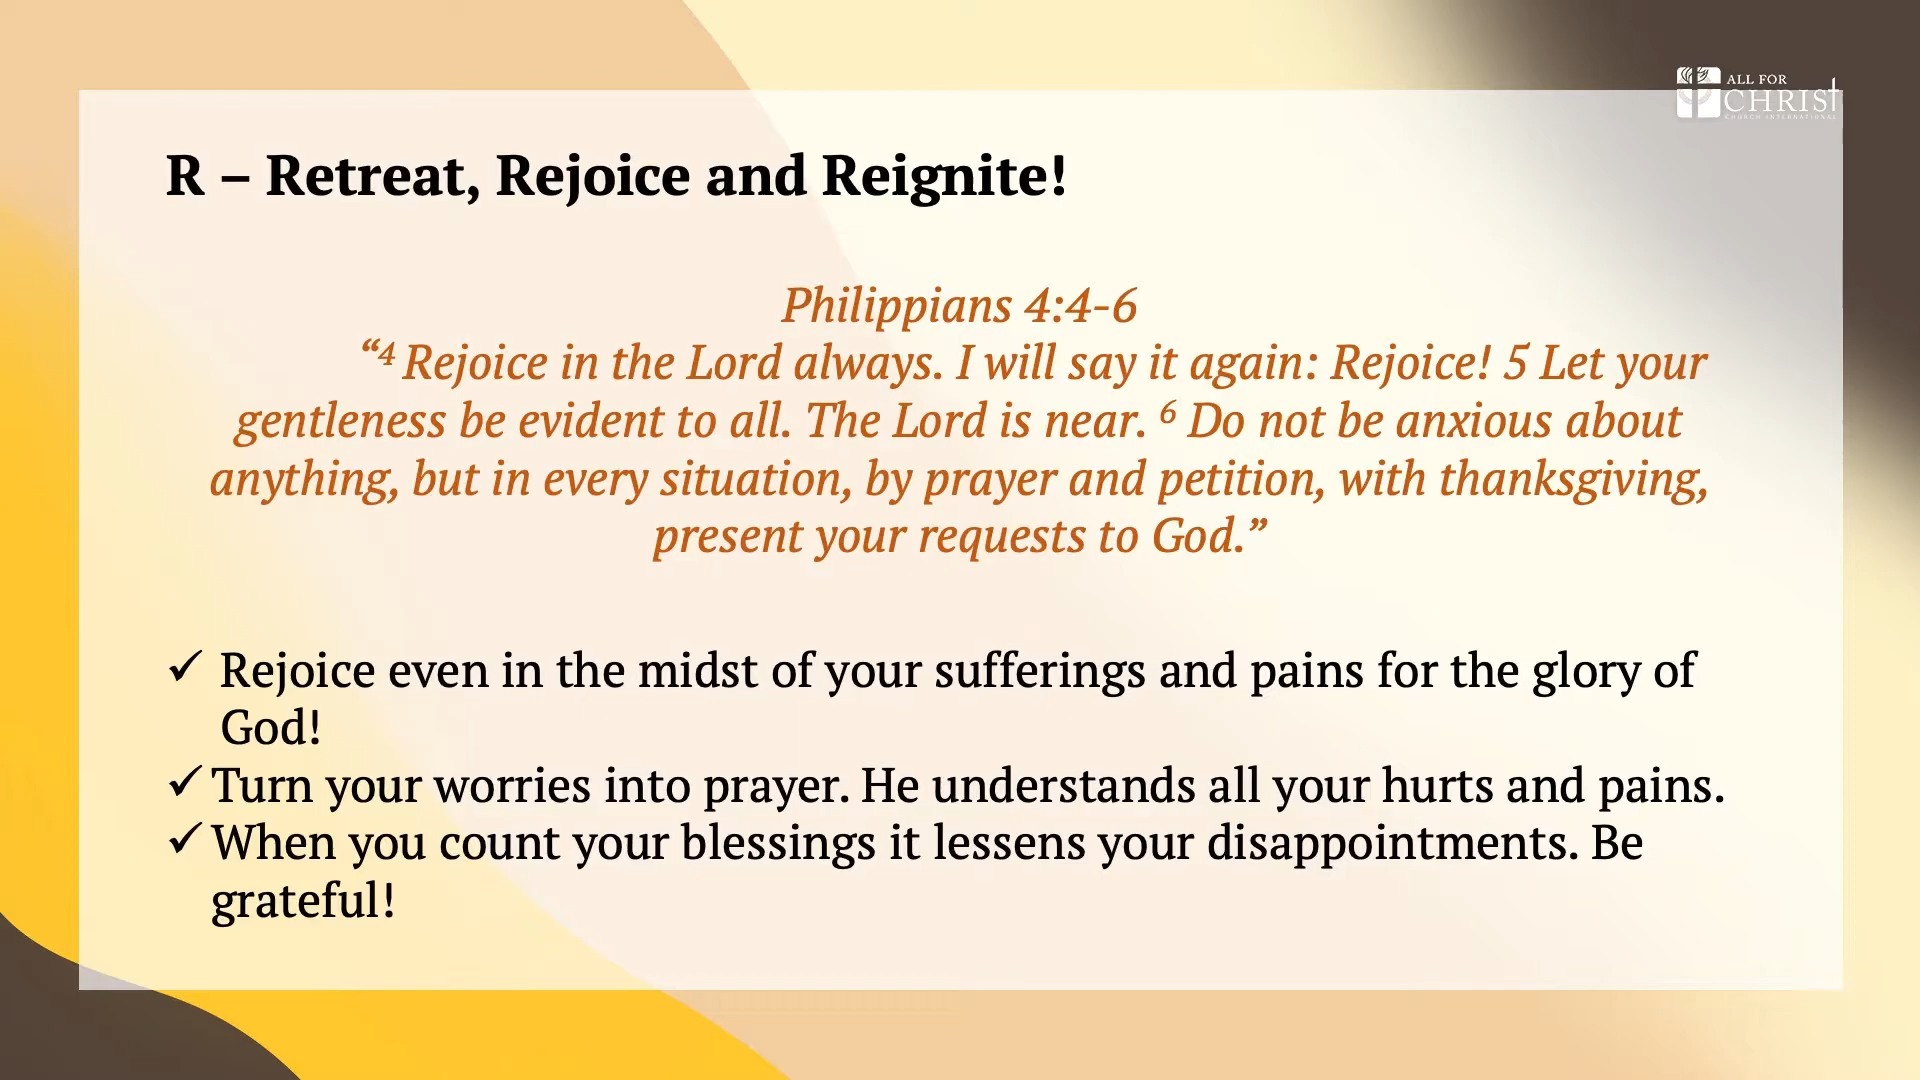 ALL FOR
CHRIST
CHURCH INTERNATIONAL
R – Retreat, Rejoice and Reignite!
Philippians 4:4-6
“⁴ Rejoice in the Lord always. I will say it again: Rejoice! 5 Let your
gentleness be evident to all. The Lord is near. ⁶ Do not be anxious about
anything, but in every situation, by prayer and petition, with thanksgiving,
present your requests to God.”
✓ Rejoice even in the midst of your sufferings and pains for the glory of
God!
✓ Turn your worries into prayer. He understands all your hurts and pains.
✓ When you count your blessings it lessens your disappointments. Be
grateful!